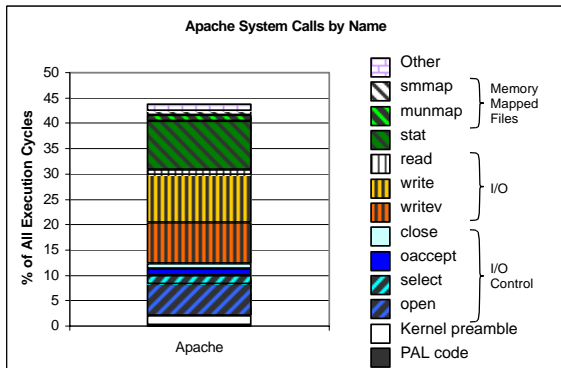 Apache System Calls by Name
% of All Execution Cycles
50
45
40
35
30
25
20
15
10
5
0
Apache
Other
smmap
munmap
stat
read
write
writev
close
oaccept
select
open
Kernel preamble
PAL code
Memory
Mapped
Files
I/O
I/O
Control